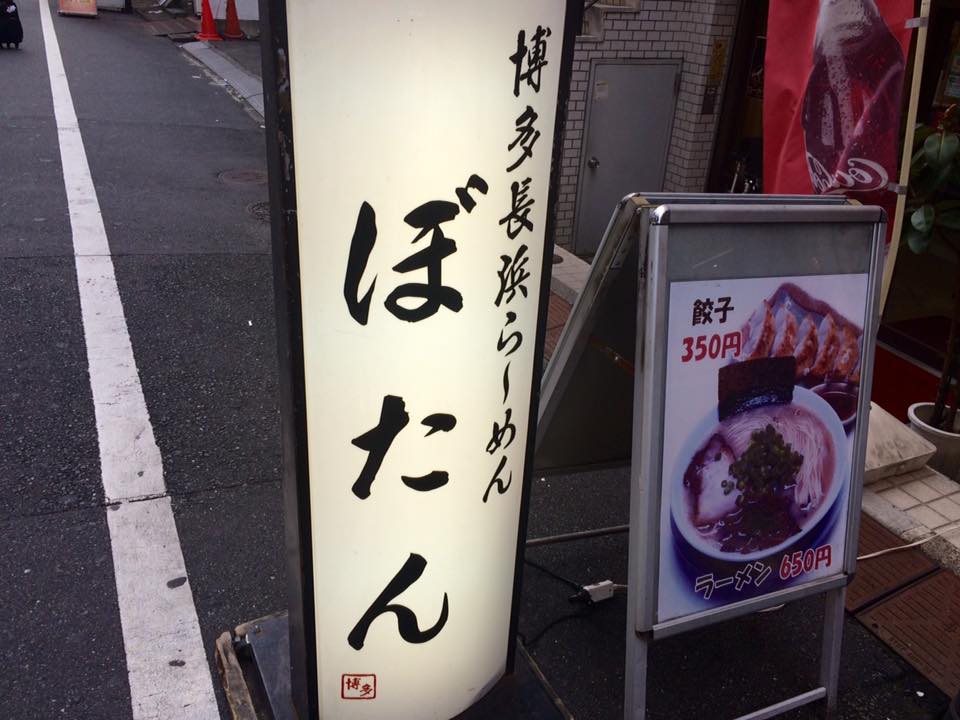 博多長浜らーめん
ぼたん
博多
餃子
350円
ラーメン 650円